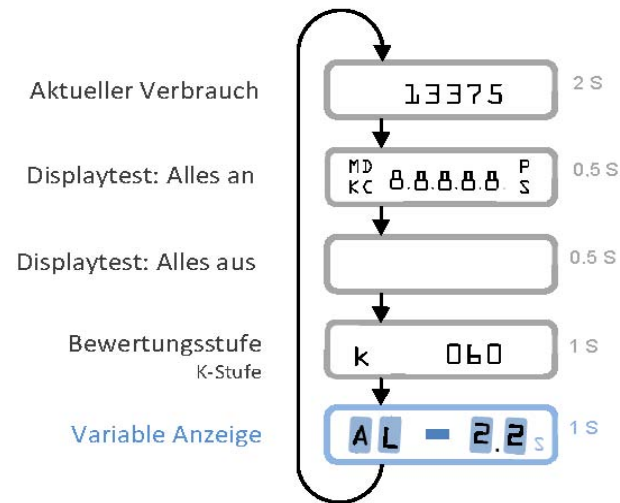 Aktueller Verbrauch 13375 2 S
Displaytest: Alles an MD KC 8.8.8.8.8. P S 0.5 S
Displaytest: Alles aus 0.5 S
Bewertungsstufe
K-Stufe k 060 1 S
Variable Anzeige AL - 2.2 S 1 S